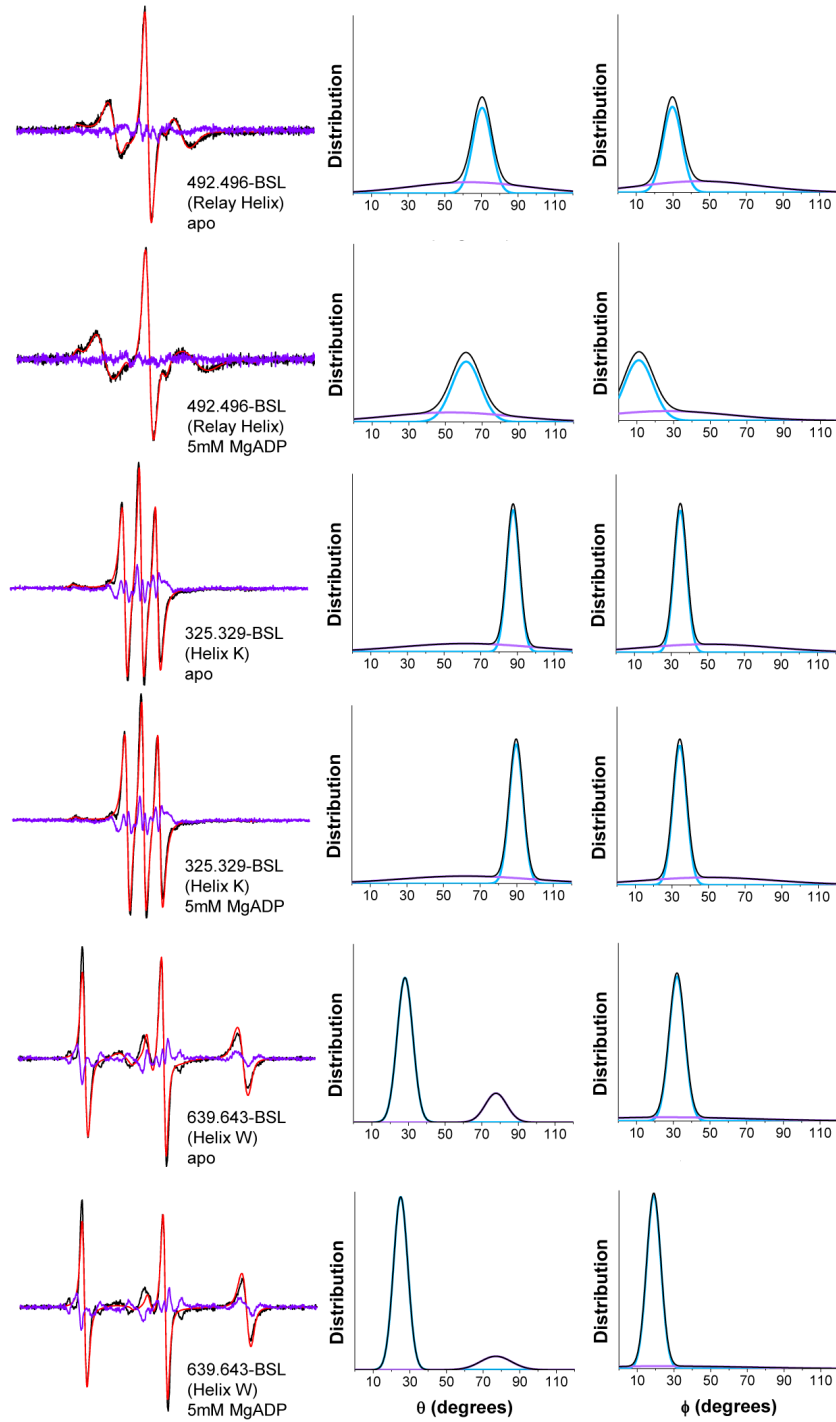 Distribution
Distribution
492.496-BSL
(Relay Helix)
apo
10 30 50 70 90 110
10 30 50 70 90 110
Distribution
Distribution
492.496-BSL
(Relay Helix)
5mM MgADP
10 30 50 70 90 110
10 30 50 70 90 110
Distribution
Distribution
325.329-BSL
(Helix K)
apo
10 30 50 70 90 110
10 30 50 70 90 110
Distribution
Distribution
325.329-BSL
(Helix K)
5mM MgADP
10 30 50 70 90 110
10 30 50 70 90 110
Distribution
Distribution
639.643-BSL
(Helix W)
apo
10 30 50 70 90 110
10 30 50 70 90 110
Distribution
Distribution
639.643-BSL
(Helix W)
5mM MgADP
10 30 50 70 90 110
10 30 50 70 90 110
θ (degrees)
ϕ (degrees)